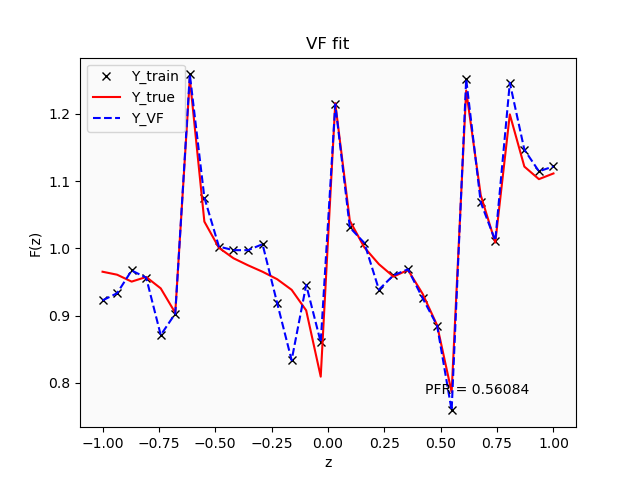 VF fit
Y_train
Y_true
Y_VF
F(z)
1.2
1.1
1.0
0.9
0.8
PFR = 0.56084
−1.00 −0.75 −0.50 −0.25 0.00 0.25 0.50 0.75 1.00
z